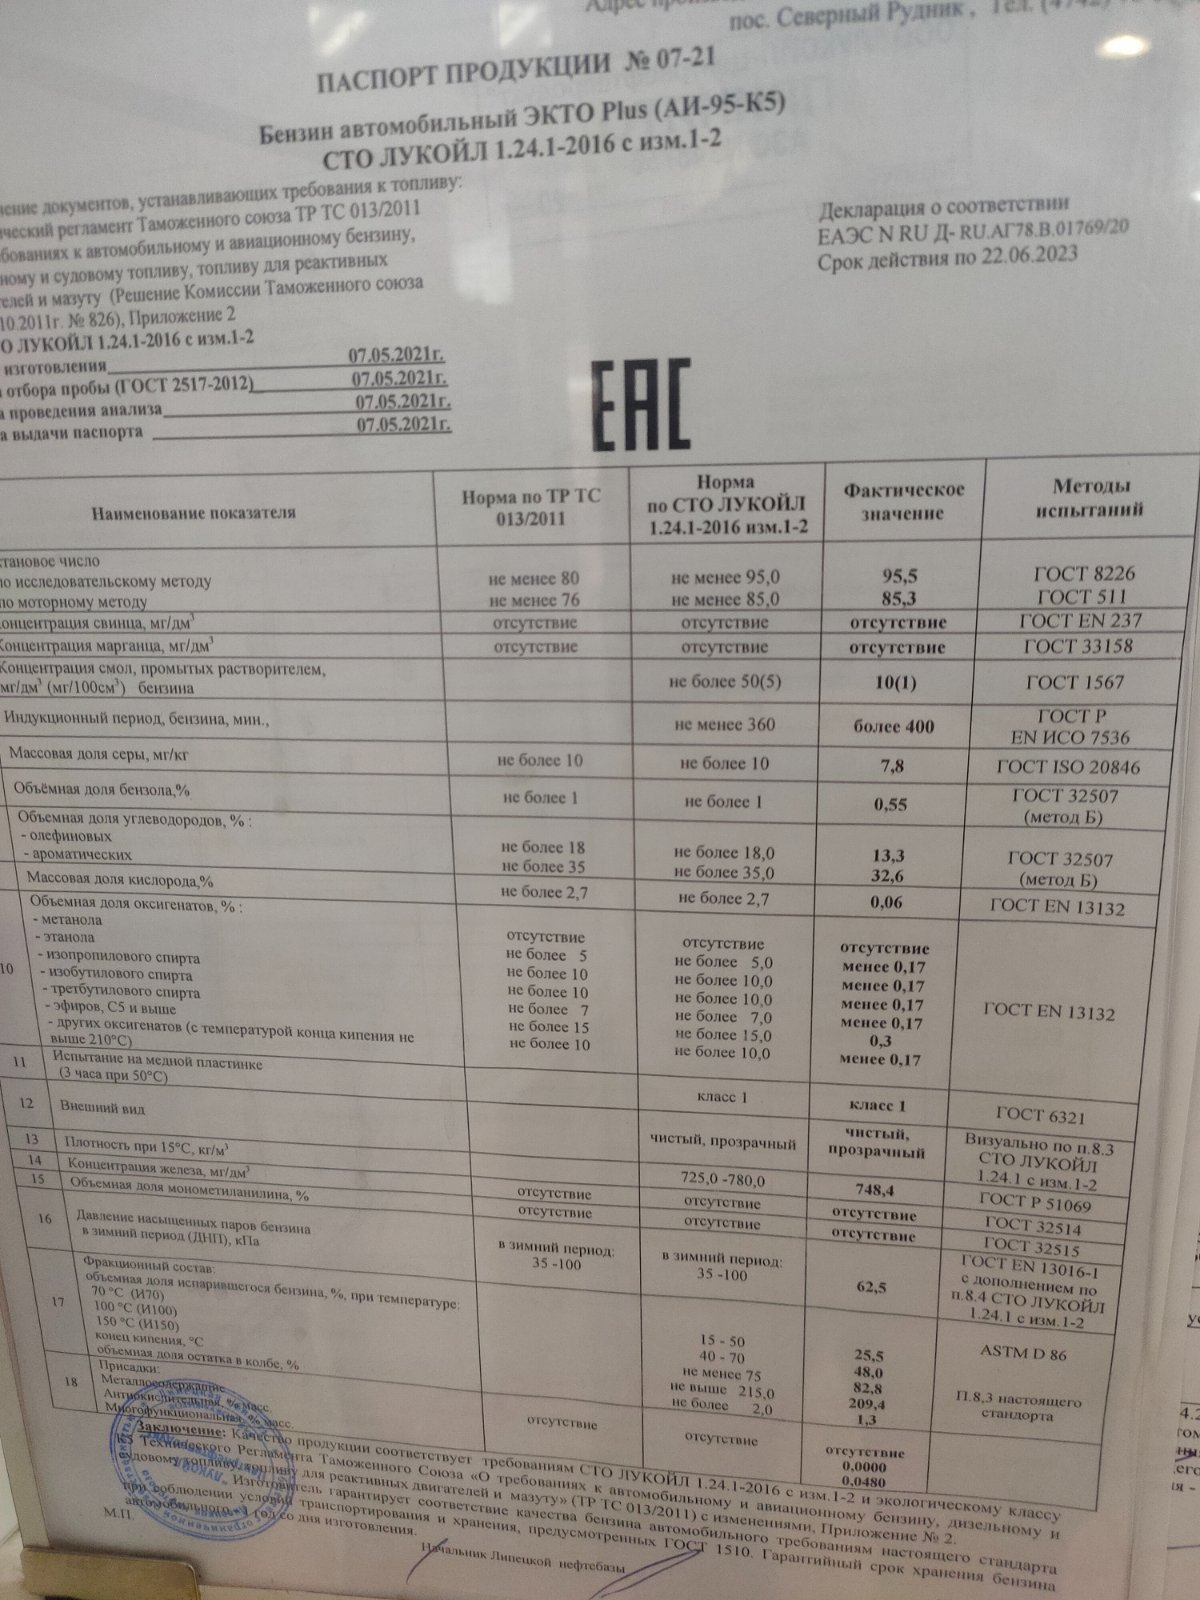 пос. Северный Рудник , Тел.
ПАСПОРТ ПРОДУКЦИИ № 07-21
Бензин автомобильный ЭКТО Plus (АИ-95-К5)
СТО ЛУКОЙЛ 1.24.1-2016 с изм.1-2
документов, устанавливающих требования к топливу:
регламент Таможенного союза ТР ТС 013/2011
к автомобильному и авиационному бензину,
и судовому топливу, топливу для реактивных
и мазуту (Решение Комиссии Таможенного союза
10.2011г. № 826), Приложение 2
ЛУКОЙЛ 1.24.1-2016 с изм.1-2
Декларация о соответствии
ЕАЭС N RU Д- RU.АГ78.В.01769/20
Срок действия по 22.06.2023
изготовления 07.05.2021г.
отбора пробы (ГОСТ 2517-2012) 07.05.2021г.
проведения анализа 07.05.2021г.
выдачи паспорта 07.05.2021г.
ЕАС
Наименование показателя Норма по ТР ТС 013/2011 Норма по СТО ЛУКОЙЛ 1.24.1-2016 изм.1-2 Фактическое значение Методы испытаний
число
по исследовательскому методу не менее 80 не менее 95,0 95,5 ГОСТ 8226
по моторному методу не менее 76 не менее 85,0 85,3 ГОСТ 511
свинца, мг/дм³ отсутствие отсутствие отсутствие ГОСТ EN 237
Концентрация марганца, мг/дм³ отсутствие отсутствие отсутствие ГОСТ 33158
Концентрация смол, промытых растворителем,
мг/дм³ (мг/100см³) бензина не более 50(5) 10(1) ГОСТ 1567
Индукционный период, бензина, мин., не менее 360 более 400 ГОСТ Р EN ИСО 7536
Массовая доля серы, мг/кг не более 10 не более 10 7,8 ГОСТ ISO 20846
Объёмная доля бензола,% не более 1 не более 1 0,55 ГОСТ 32507 (метод Б)
Объемная доля углеводородов, % :
- олефиновых не более 18 не более 18,0 13,3 ГОСТ 32507
- ароматических не более 35 не более 35,0 32,6 (метод Б)
Массовая доля кислорода,% не более 2,7 не более 2,7 0,06 ГОСТ EN 13132
10 Объемная доля оксигенатов, % :
- метанола отсутствие отсутствие отсутствие
- этанола не более 5 не более 5,0 менее 0,17
- изопропилового спирта не более 10 не более 10,0 менее 0,17
- изобутилового спирта не более 10 не более 10,0 менее 0,17 ГОСТ EN 13132
- третбутилового спирта не более 7 не более 7,0 менее 0,17
- эфиров, С5 и выше не более 15 не более 15,0 0,3
- других оксигенатов (с температурой конца кипения не не более 10 не более 10,0 менее 0,17
выше 210°С)
11 Испытание на медной пластинке
(3 часа при 50°С) класс 1 класс 1 ГОСТ 6321
12 Внешний вид чистый, прозрачный чистый, прозрачный Визуально по п.8.3 СТО ЛУКОЙЛ 1.24.1 с изм.1-2
13 Плотность при 15°С, кг/м³ 725,0 -780,0 748,4 ГОСТ Р 51069
14 Концентрация железа, мг/дм³ отсутствие отсутствие отсутствие ГОСТ 32514
15 Объемная доля монометиланилина, % отсутствие отсутствие отсутствие ГОСТ 32515
16 Давление насыщенных паров бензина в зимний период: в зимний период: ГОСТ EN 13016-1
в зимний период (ДНП), кПа 35 -100 35 -100 62,5 с дополнением по п.8.4 СТО ЛУКОЙЛ 1.24.1 с изм.1-2
17 Фракционный состав:
объемная доля испарившегося бензина, %, при температуре:
70 °С (И70) 15 - 50 25,5 ASTM D 86
100 °С (И100) 40 - 70 48,0
150 °С (И150) не менее 75 82,8
конец кипения, °С не выше 215,0 209,4
объемная доля остатка в колбе, % не более 2,0 1,3
18 Присадки: П.8,3 настоящего стандорта
Металлосодержащие отсутствие отсутствие отсутствие
Антиокислительная, % масс. 0,0000
Многофункциональная, % масс. 0,0480
Заключение: Качество продукции соответствует требованиям СТО ЛУКОЙЛ 1.24.1-2016 с изм.1-2 и экологическому классу
К5 Технического Регламента Таможенного Союза «О требованиях к автомобильному и авиационному бензину, дизельному и
судовому топливу, топливу для реактивных двигателей и мазуту» (ТР ТС 013/2011) с изменениями, Приложение № 2.
Изготовитель гарантирует соответствие качества бензина автомобильного требованиям настоящего стандарта
при соблюдении условий транспортирования и хранения, предусмотренных ГОСТ 1510. Гарантийный срок хранения бензина
автомобильного - 1 год со дня изготовления.
М.П.
Начальник Липецкой нефтебазы